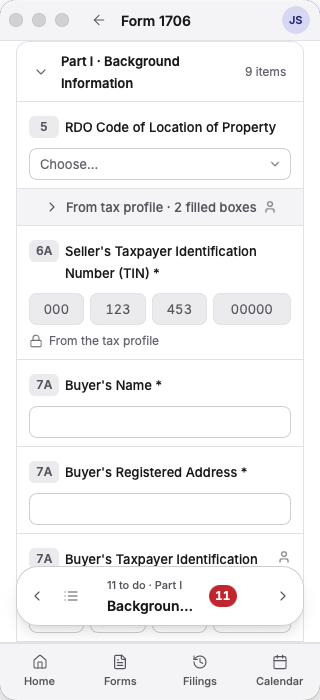 Form 1706
JS
Part I · Background
Information
9 items
5 RDO Code of Location of Property
Choose...
From tax profile · 2 filled boxes
6A Seller's Taxpayer Identification
Number (TIN) *
000 123 453 00000
From the tax profile
7A Buyer's Name *
7A Buyer's Registered Address *
7A Buyer's Taxpayer Identification
11 to do · Part I
Backgroun...
11
Home Forms Filings Calendar